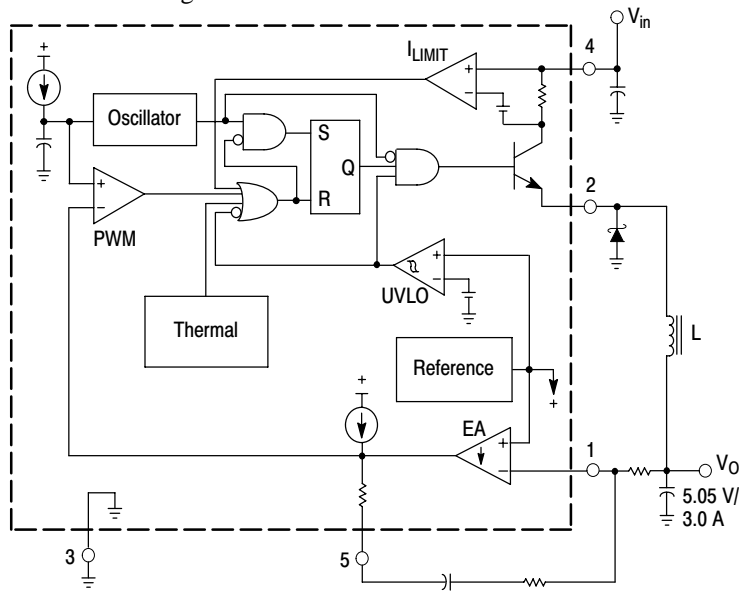 +
Oscillator
I_LIMIT
+
−
4
V_in
S
Q
R
2
+
−
PWM
Thermal
+
−
UVLO
Reference
+
L
+
EA
+
−
1
V_O
5.05 V/
3.0 A
3
5